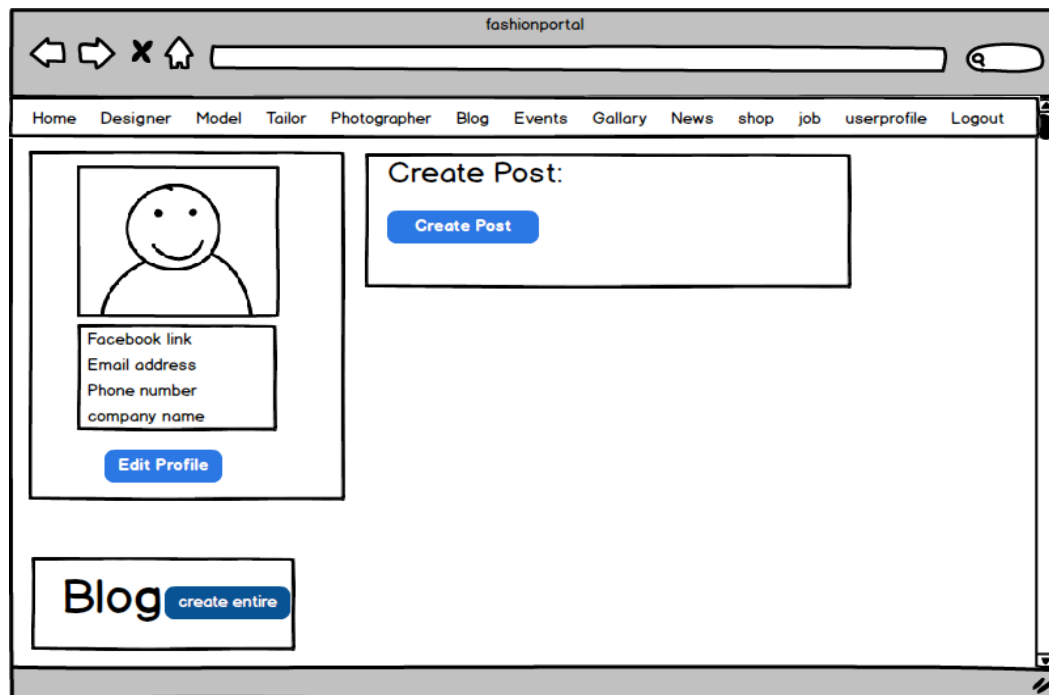 fashionportal
Home Designer Model Tailor Photographer Blog Events Gallary News shop job userprofile Logout
Create Post:
Create Post
Facebook link
Email address
Phone number
company name
Edit Profile
Blog create entire